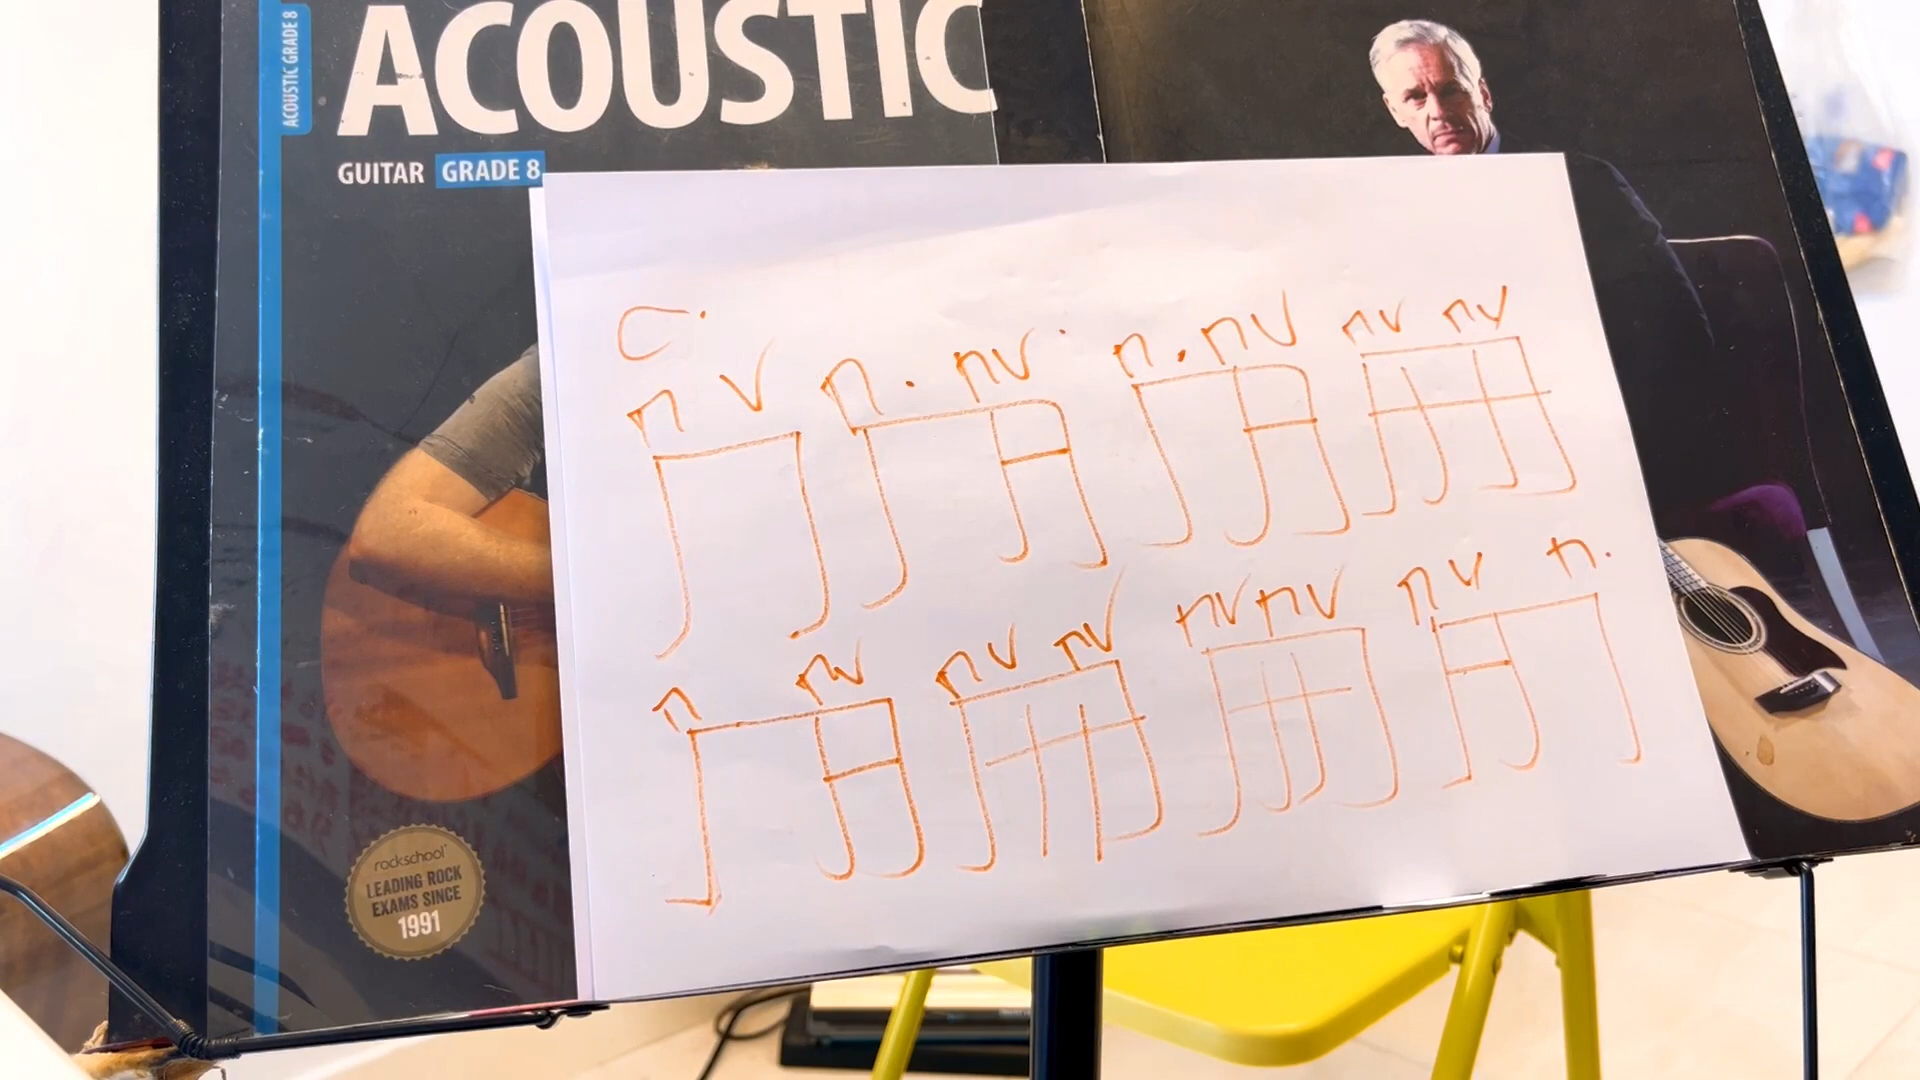 ACOUSTIC GRADE 8
ACOUSTIC
GUITAR GRADE 8
C.
n V n . n V n . n V n V n V
n n V n V n V n V n V n V n .
rockschool
LEADING ROCK
EXAMS SINCE
1991